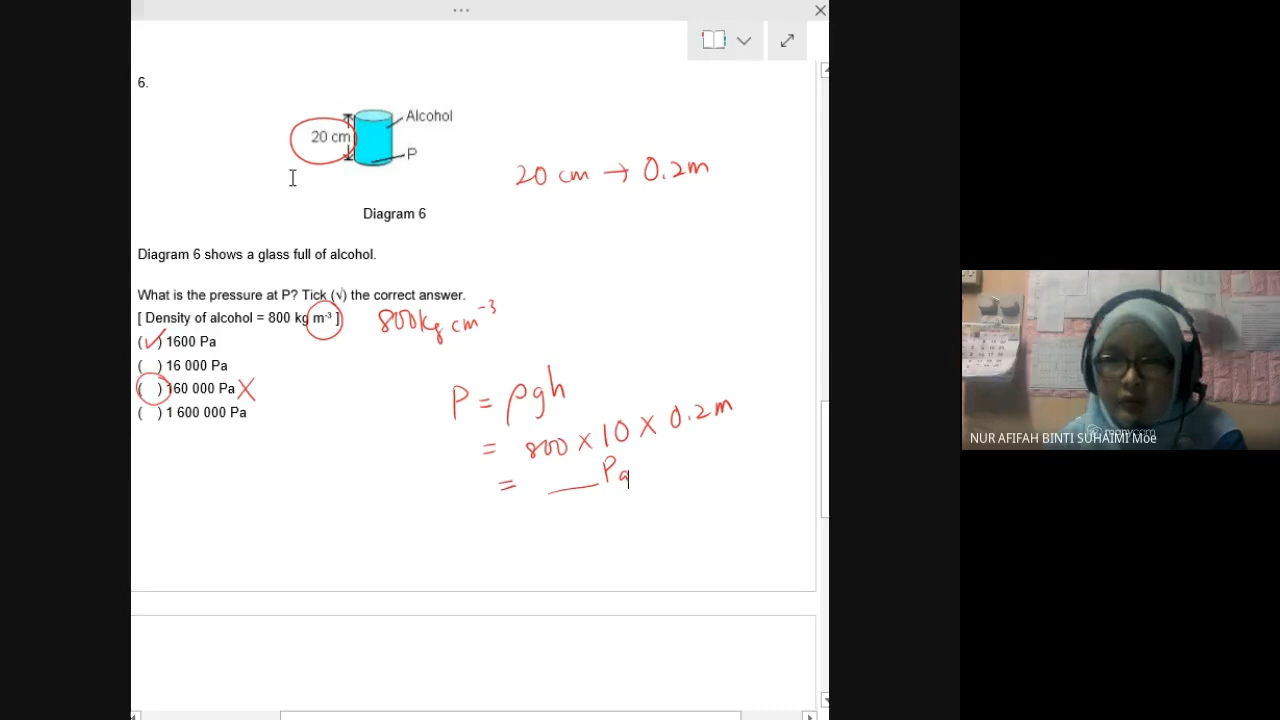 6.
20 cm
Alcohol
P
20 cm → 0.2m
Diagram 6
Diagram 6 shows a glass full of alcohol.
What is the pressure at P? Tick (√) the correct answer.
[ Density of alcohol = 800 kg m⁻³ ]
800kg cm⁻³
(✓) 1600 Pa
( ) 16 000 Pa
( ) 160 000 Pa X
( ) 1 600 000 Pa
P = ρgh
= 800 × 10 × 0.2m
= ___ Pa
NUR AFIFAH BINTI SUHAIMI Moe